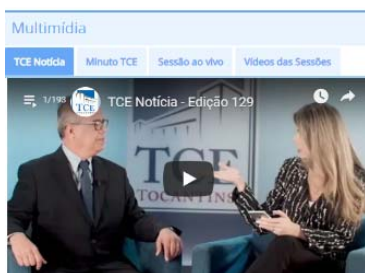 Multimídia
TCE Notícia Minuto TCE Sessão ao vivo Vídeos das Sessões
1/193 TCE TCE Notícia - Edição 129
TCE
TOCANTINS